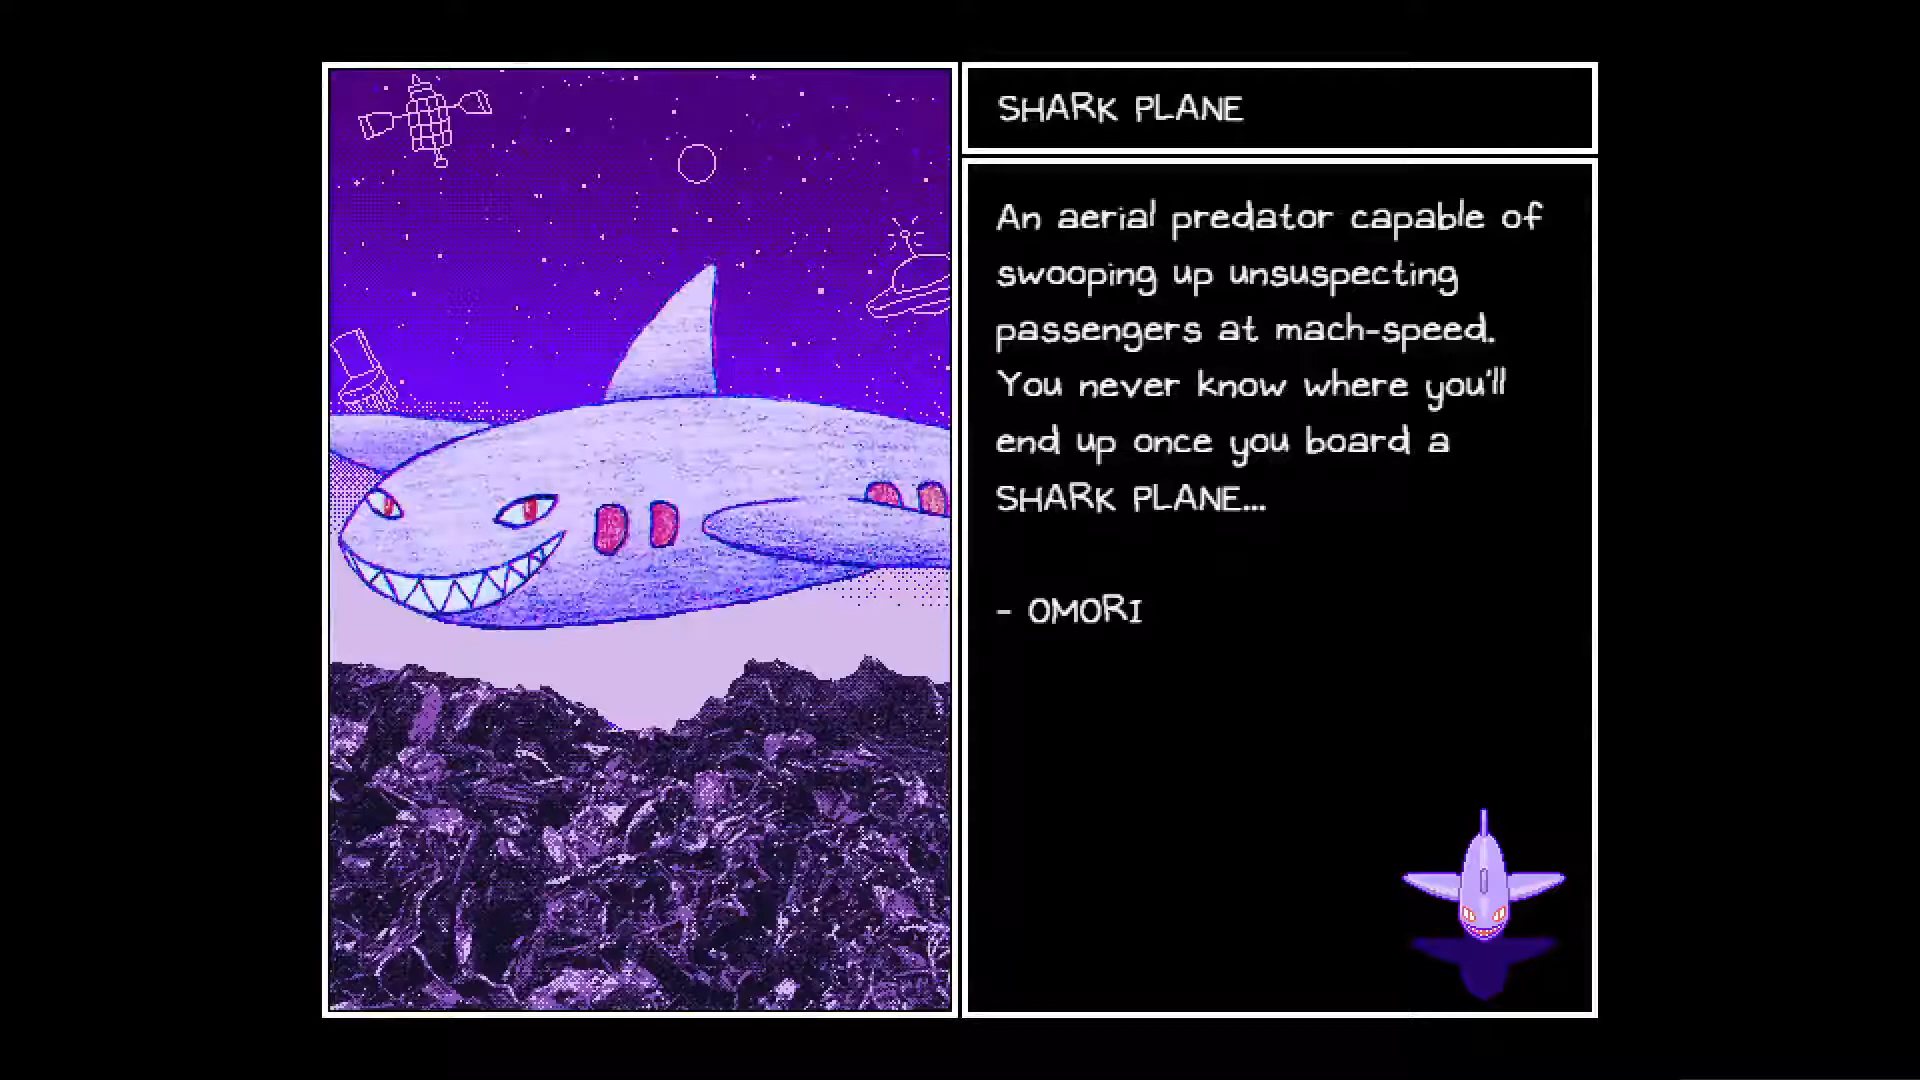 SHARK PLANE
An aerial predator capable of
swooping up unsuspecting
passengers at mach-speed.
You never know where you'll
end up once you board a
SHARK PLANE...
- OMORI